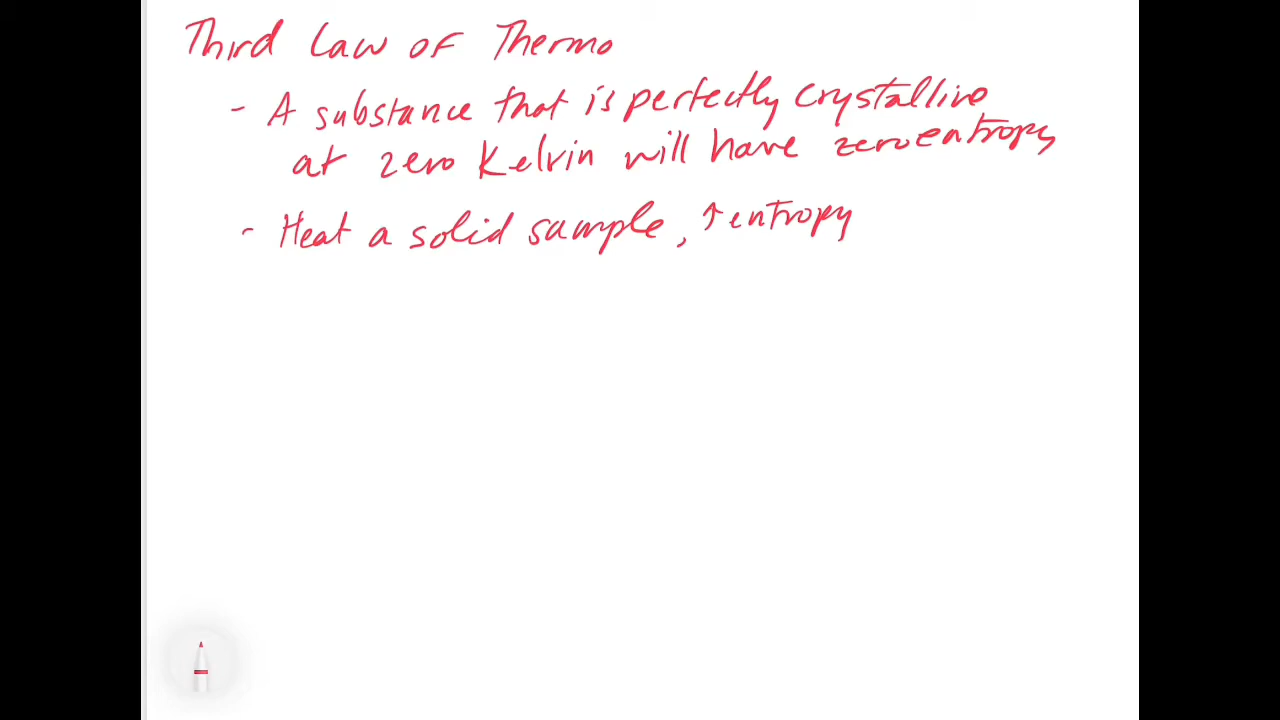 Third Law of Thermo
- A substance that is perfectly crystalline
at zero Kelvin will have zero entropy
- Heat a solid sample, ↑ entropy